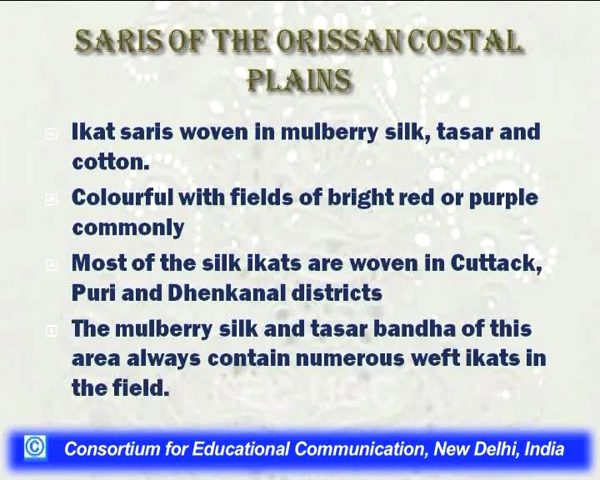 SARIS OF THE ORISSAN COSTAL
PLAINS
Ikat saris woven in mulberry silk, tasar and
cotton.
Colourful with fields of bright red or purple
commonly
Most of the silk ikats are woven in Cuttack,
Puri and Dhenkanal districts
The mulberry silk and tasar bandha of this
area always contain numerous weft ikats in
the field.
© Consortium for Educational Communication, New Delhi, India